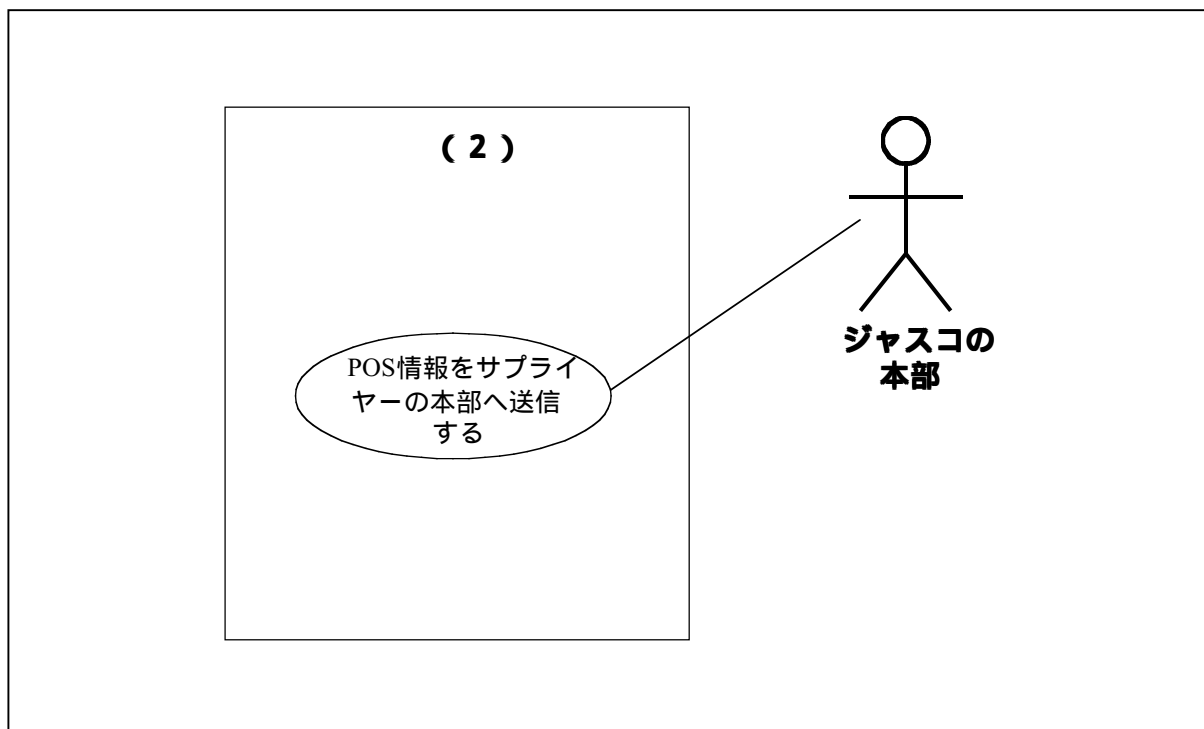 (2)
POS情報をサプライ
ヤーの本部へ送信
する
ジャスコの
本部